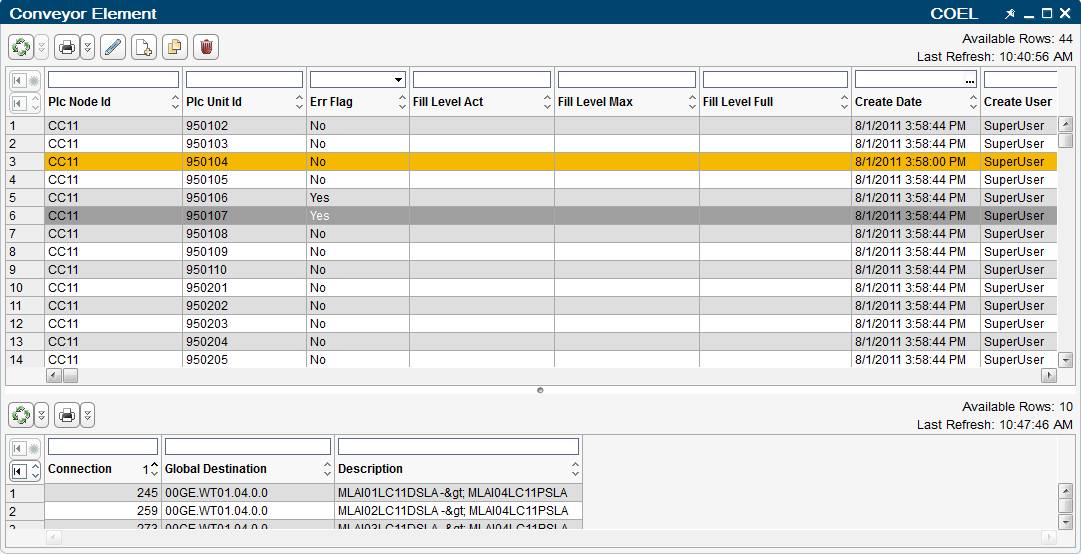 Conveyor Element COEL
Available Rows: 44
Last Refresh: 10:40:56 AM
...
Plc Node Id Plc Unit Id Err Flag Fill Level Act Fill Level Max Fill Level Full Create Date Create User
1 CC11 950102 No 8/1/2011 3:58:44 PM SuperUser
2 CC11 950103 No 8/1/2011 3:58:44 PM SuperUser
3 CC11 950104 No 8/1/2011 3:58:00 PM SuperUser
4 CC11 950105 No 8/1/2011 3:58:44 PM SuperUser
5 CC11 950106 Yes 8/1/2011 3:58:44 PM SuperUser
6 CC11 950107 Yes 8/1/2011 3:58:44 PM SuperUser
7 CC11 950108 No 8/1/2011 3:58:44 PM SuperUser
8 CC11 950109 No 8/1/2011 3:58:44 PM SuperUser
9 CC11 950110 No 8/1/2011 3:58:44 PM SuperUser
10 CC11 950201 No 8/1/2011 3:58:44 PM SuperUser
11 CC11 950202 No 8/1/2011 3:58:44 PM SuperUser
12 CC11 950203 No 8/1/2011 3:58:44 PM SuperUser
13 CC11 950204 No 8/1/2011 3:58:44 PM SuperUser
14 CC11 950205 No 8/1/2011 3:58:44 PM SuperUser
Available Rows: 10
Last Refresh: 10:47:46 AM
Connection 1 Global Destination Description
1 245 00GE.WT01.04.0.0 MLAI01LC11DSLA -&gt; MLAI04LC11PSLA
2 259 00GE.WT01.04.0.0 MLAI02LC11DSLA -&gt; MLAI04LC11PSLA
3 273 00GE.WT01.04.0.0 MLAI03LC11DSLA -&gt; MLAI04LC11PSLA